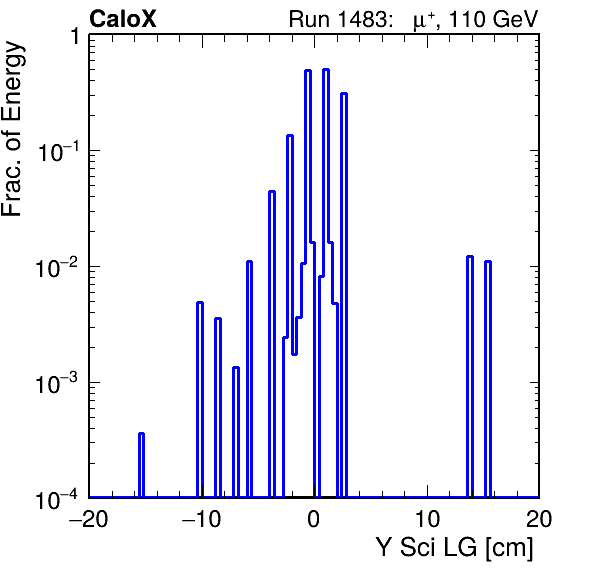 CaloX Run 1483: μ⁺, 110 GeV
Frac. of Energy
1
10⁻¹
10⁻²
10⁻³
10⁻⁴
−20 −10 0 10 20
Y Sci LG [cm]